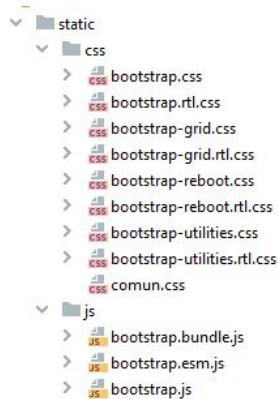 static
css
bootstrap.css
bootstrap.rtl.css
bootstrap-grid.css
bootstrap-grid.rtl.css
bootstrap-reboot.css
bootstrap-reboot.rtl.css
bootstrap-utilities.css
bootstrap-utilities.rtl.css
comun.css
js
bootstrap.bundle.js
bootstrap.esm.js
bootstrap.js